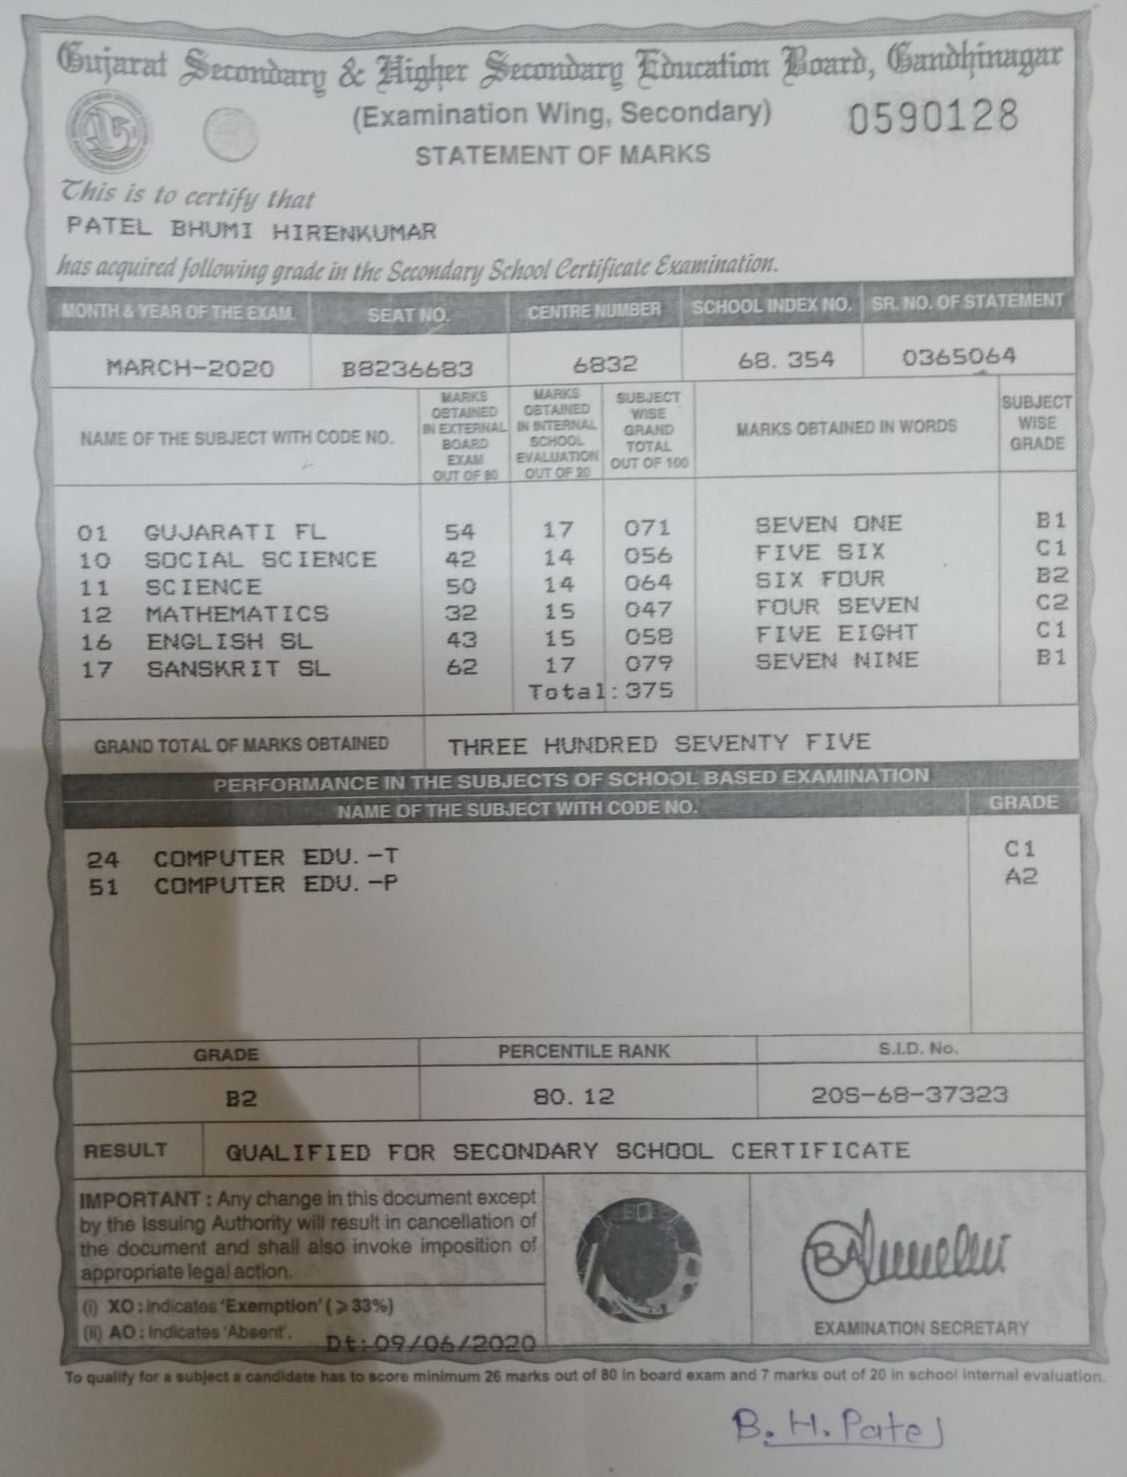 Gujarat Secondary & Higher Secondary Education Board, Gandhinagar
(Examination Wing, Secondary) 0590128
STATEMENT OF MARKS
This is to certify that
PATEL BHUMI HIRENKUMAR
has acquired following grade in the Secondary School Certificate Examination.
MONTH & YEAR OF THE EXAM. SEAT NO. CENTRE NUMBER SCHOOL INDEX NO. SR. NO. OF STATEMENT
MARCH-2020 B8236683 6832 68.354 0365064
NAME OF THE SUBJECT WITH CODE NO.
MARKS
OBTAINED
IN EXTERNAL
BOARD
EXAM
OUT OF 80
MARKS
OBTAINED
IN INTERNAL
SCHOOL
EVALUATION
OUT OF 20
SUBJECT
WISE
GRAND
TOTAL
OUT OF 100
MARKS OBTAINED IN WORDS
SUBJECT
WISE
GRADE
01 GUJARATI FL 54 17 071 SEVEN ONE B1
10 SOCIAL SCIENCE 42 14 056 FIVE SIX C1
11 SCIENCE 50 14 064 SIX FOUR B2
12 MATHEMATICS 32 15 047 FOUR SEVEN C2
16 ENGLISH SL 43 15 058 FIVE EIGHT C1
17 SANSKRIT SL 62 17 079 SEVEN NINE B1
Total:375
GRAND TOTAL OF MARKS OBTAINED THREE HUNDRED SEVENTY FIVE
PERFORMANCE IN THE SUBJECTS OF SCHOOL BASED EXAMINATION
NAME OF THE SUBJECT WITH CODE NO. GRADE
24 COMPUTER EDU. -T C1
51 COMPUTER EDU. -P A2
GRADE PERCENTILE RANK S.I.D. No.
B2 80.12 20S-68-37323
RESULT QUALIFIED FOR SECONDARY SCHOOL CERTIFICATE
IMPORTANT : Any change in this document except
by the Issuing Authority will result in cancellation of
the document and shall also invoke imposition of
appropriate legal action.
(i) XO : indicates 'Exemption' (⩾33%)
(ii) AO : Indicates 'Absent'. Dt:09/06/2020
EXAMINATION SECRETARY
To qualify for a subject a candidate has to score minimum 26 marks out of 80 in board exam and 7 marks out of 20 in school internal evaluation.
B. H. Patel